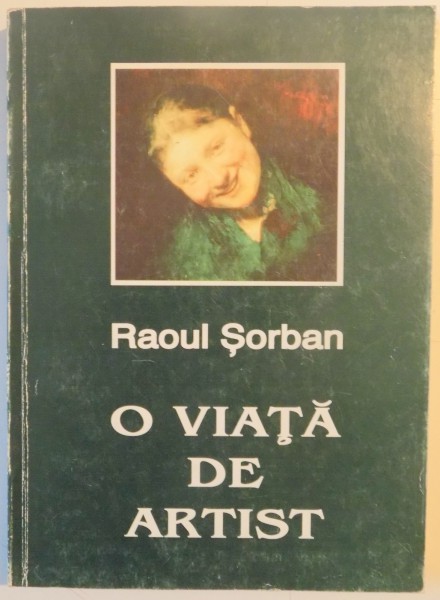 Raoul Şorban
O VIAŢĂ
DE
ARTIST